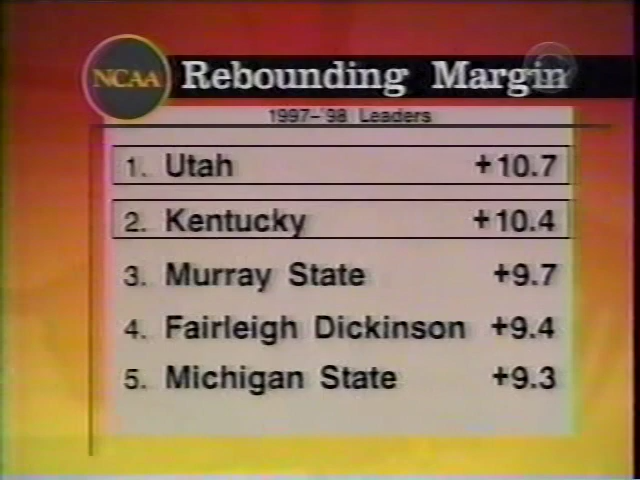 NCAA Rebounding Margin
1997-'98 Leaders
1. Utah +10.7
2. Kentucky +10.4
3. Murray State +9.7
4. Fairleigh Dickinson +9.4
5. Michigan State +9.3